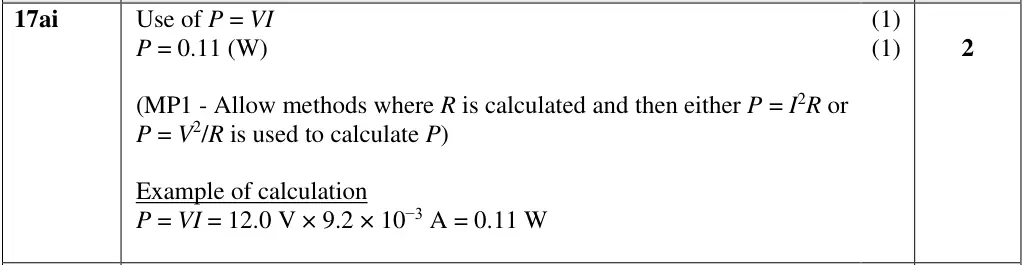 17ai Use of P = VI (1)
P = 0.11 (W) (1) 2
(MP1 - Allow methods where R is calculated and then either P = I²R or
P = V²/R is used to calculate P)
Example of calculation
P = VI = 12.0 V × 9.2 × 10⁻³ A = 0.11 W